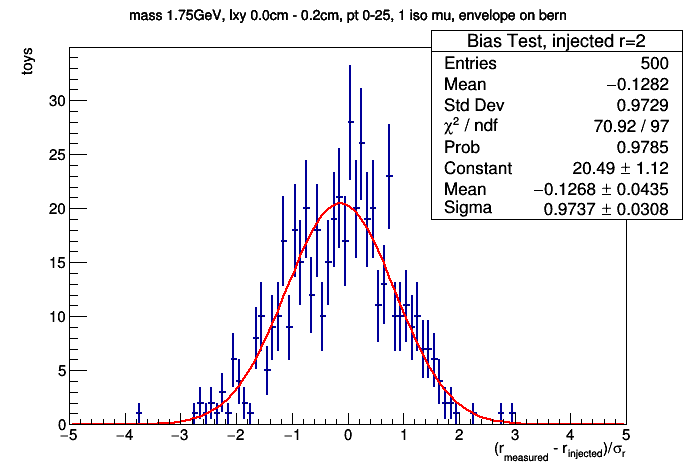 mass 1.75GeV, lxy 0.0cm - 0.2cm, pt 0-25, 1 iso mu, envelope on bern
toys
Bias Test, injected r=2
Entries 500
Mean −0.1282
Std Dev 0.9729
χ² / ndf 70.92 / 97
Prob 0.9785
Constant 20.49 ± 1.12
Mean −0.1268 ± 0.0435
Sigma 0.9737 ± 0.0308
30
25
20
15
10
5
0
−5 −4 −3 −2 −1 0 1 2 3 4 5
(r_measured - r_injected)/σ_r